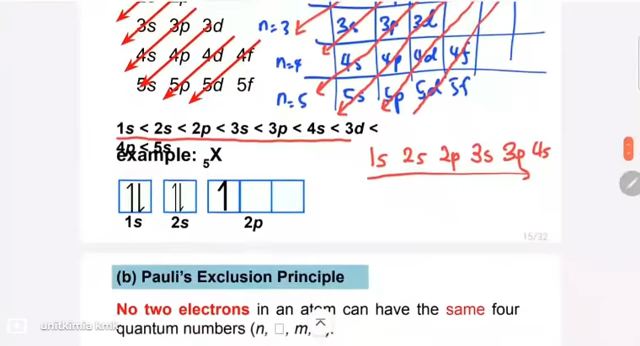 3s 3p 3d
4s 4p 4d 4f
5s 5p 5d 5f
n=3 3s 3p 3d
n=4 4s 4p 4d 4f
n=5 5s 5p 5d 5f
1s < 2s < 2p < 3s < 3p < 4s < 3d <
4p < 5s
example: ₅X
1s 2s 2p 3s 3p 4s
1s 2s 2p
15/32
(b) Pauli's Exclusion Principle
No two electrons in an atom can have the same four
quantum numbers (n, □, m,
unitkimia